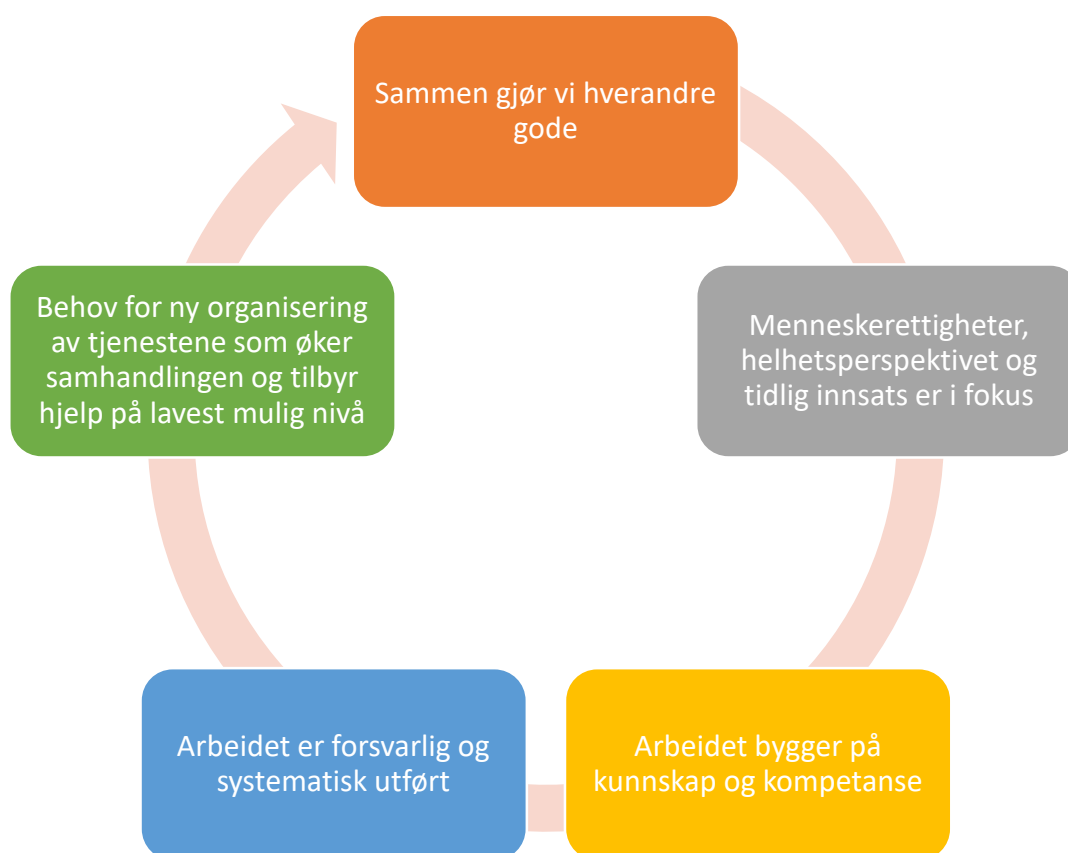 Sammen gjør vi hverandre
gode
Menneskerettigheter,
helhetsperspektivet og
tidlig innsats er i fokus
Arbeidet bygger på
kunnskap og kompetanse
Arbeidet er forsvarlig og
systematisk utført
Behov for ny organisering
av tjenestene som øker
samhandlingen og tilbyr
hjelp på lavest mulig nivå